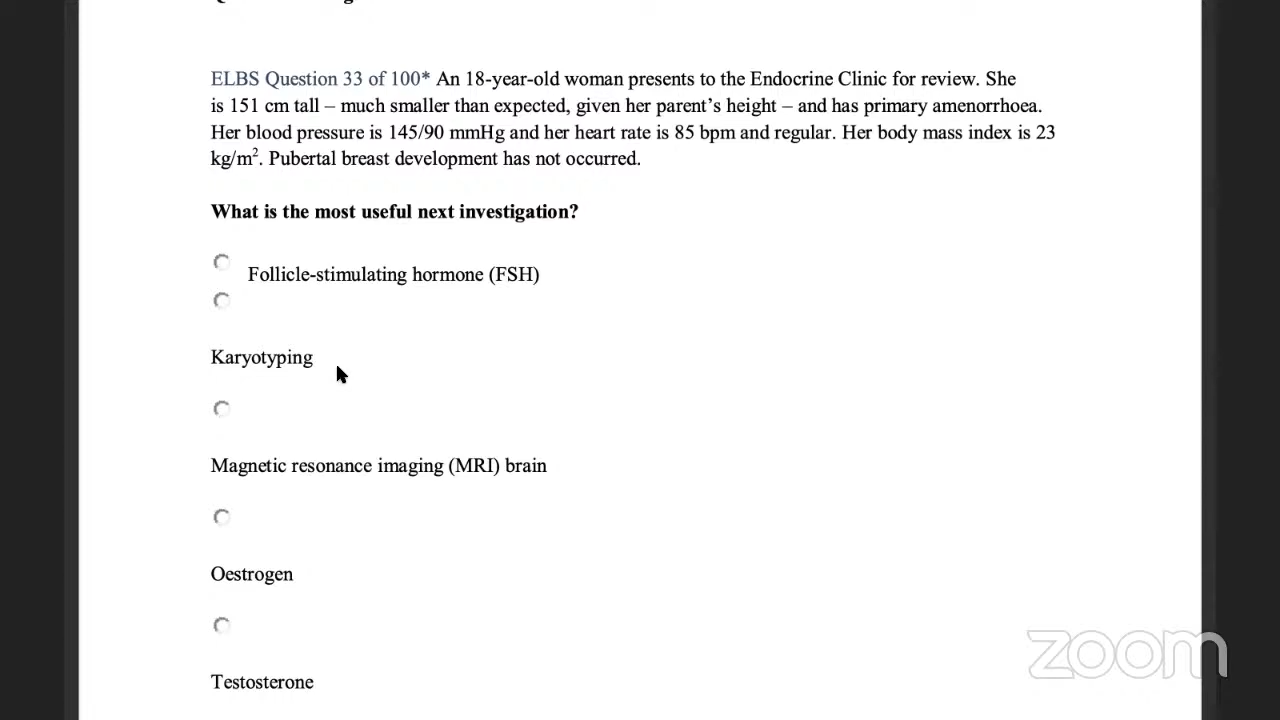 ELBS Question 33 of 100* An 18-year-old woman presents to the Endocrine Clinic for review. She
is 151 cm tall – much smaller than expected, given her parent’s height – and has primary amenorrhoea.
Her blood pressure is 145/90 mmHg and her heart rate is 85 bpm and regular. Her body mass index is 23
kg/m². Pubertal breast development has not occurred.
What is the most useful next investigation?
Follicle-stimulating hormone (FSH)
Karyotyping
Magnetic resonance imaging (MRI) brain
Oestrogen
Testosterone
zoom